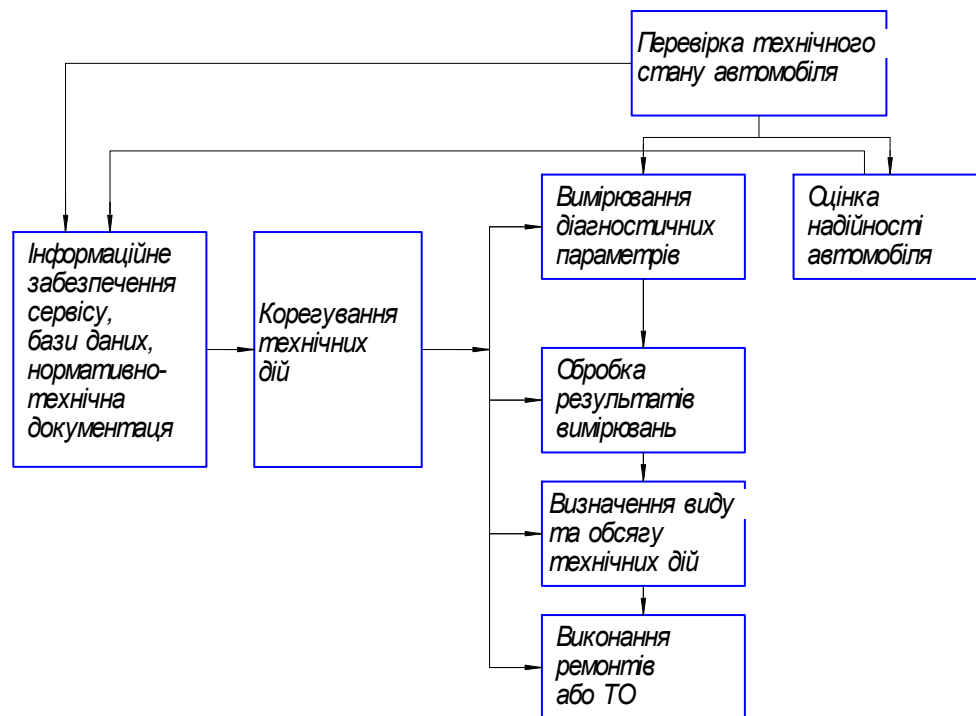 Перевірка технічного
стану автомобіля
Вимірювання
діагностичних
параметрів
Оцінка
надійності
автомобіля
Інформаційне
забезпечення
сервісу,
бази даних,
нормативно-
технічна
документаця
Корегування
технічних
дій
Обробка
результатів
вимірювань
Визначення виду
та обсягу
технічних дій
Виконання
ремонтів
або ТО